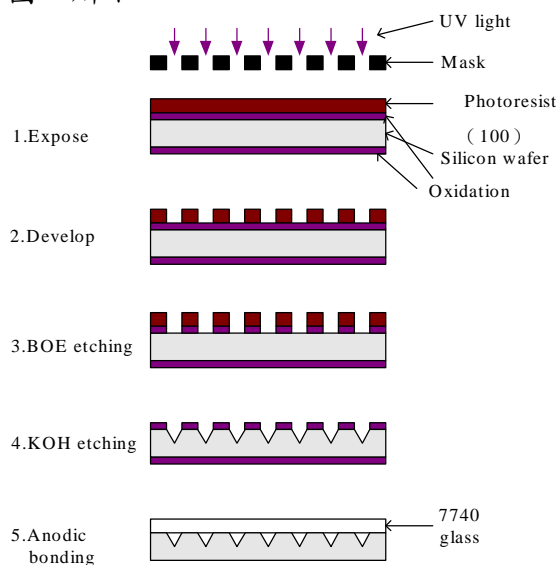 UV light
Mask
Photoresist
1.Expose
(100)
Silicon wafer
Oxidation
2.Develop
3.BOE etching
4.KOH etching
7740
glass
5.Anodic
bonding